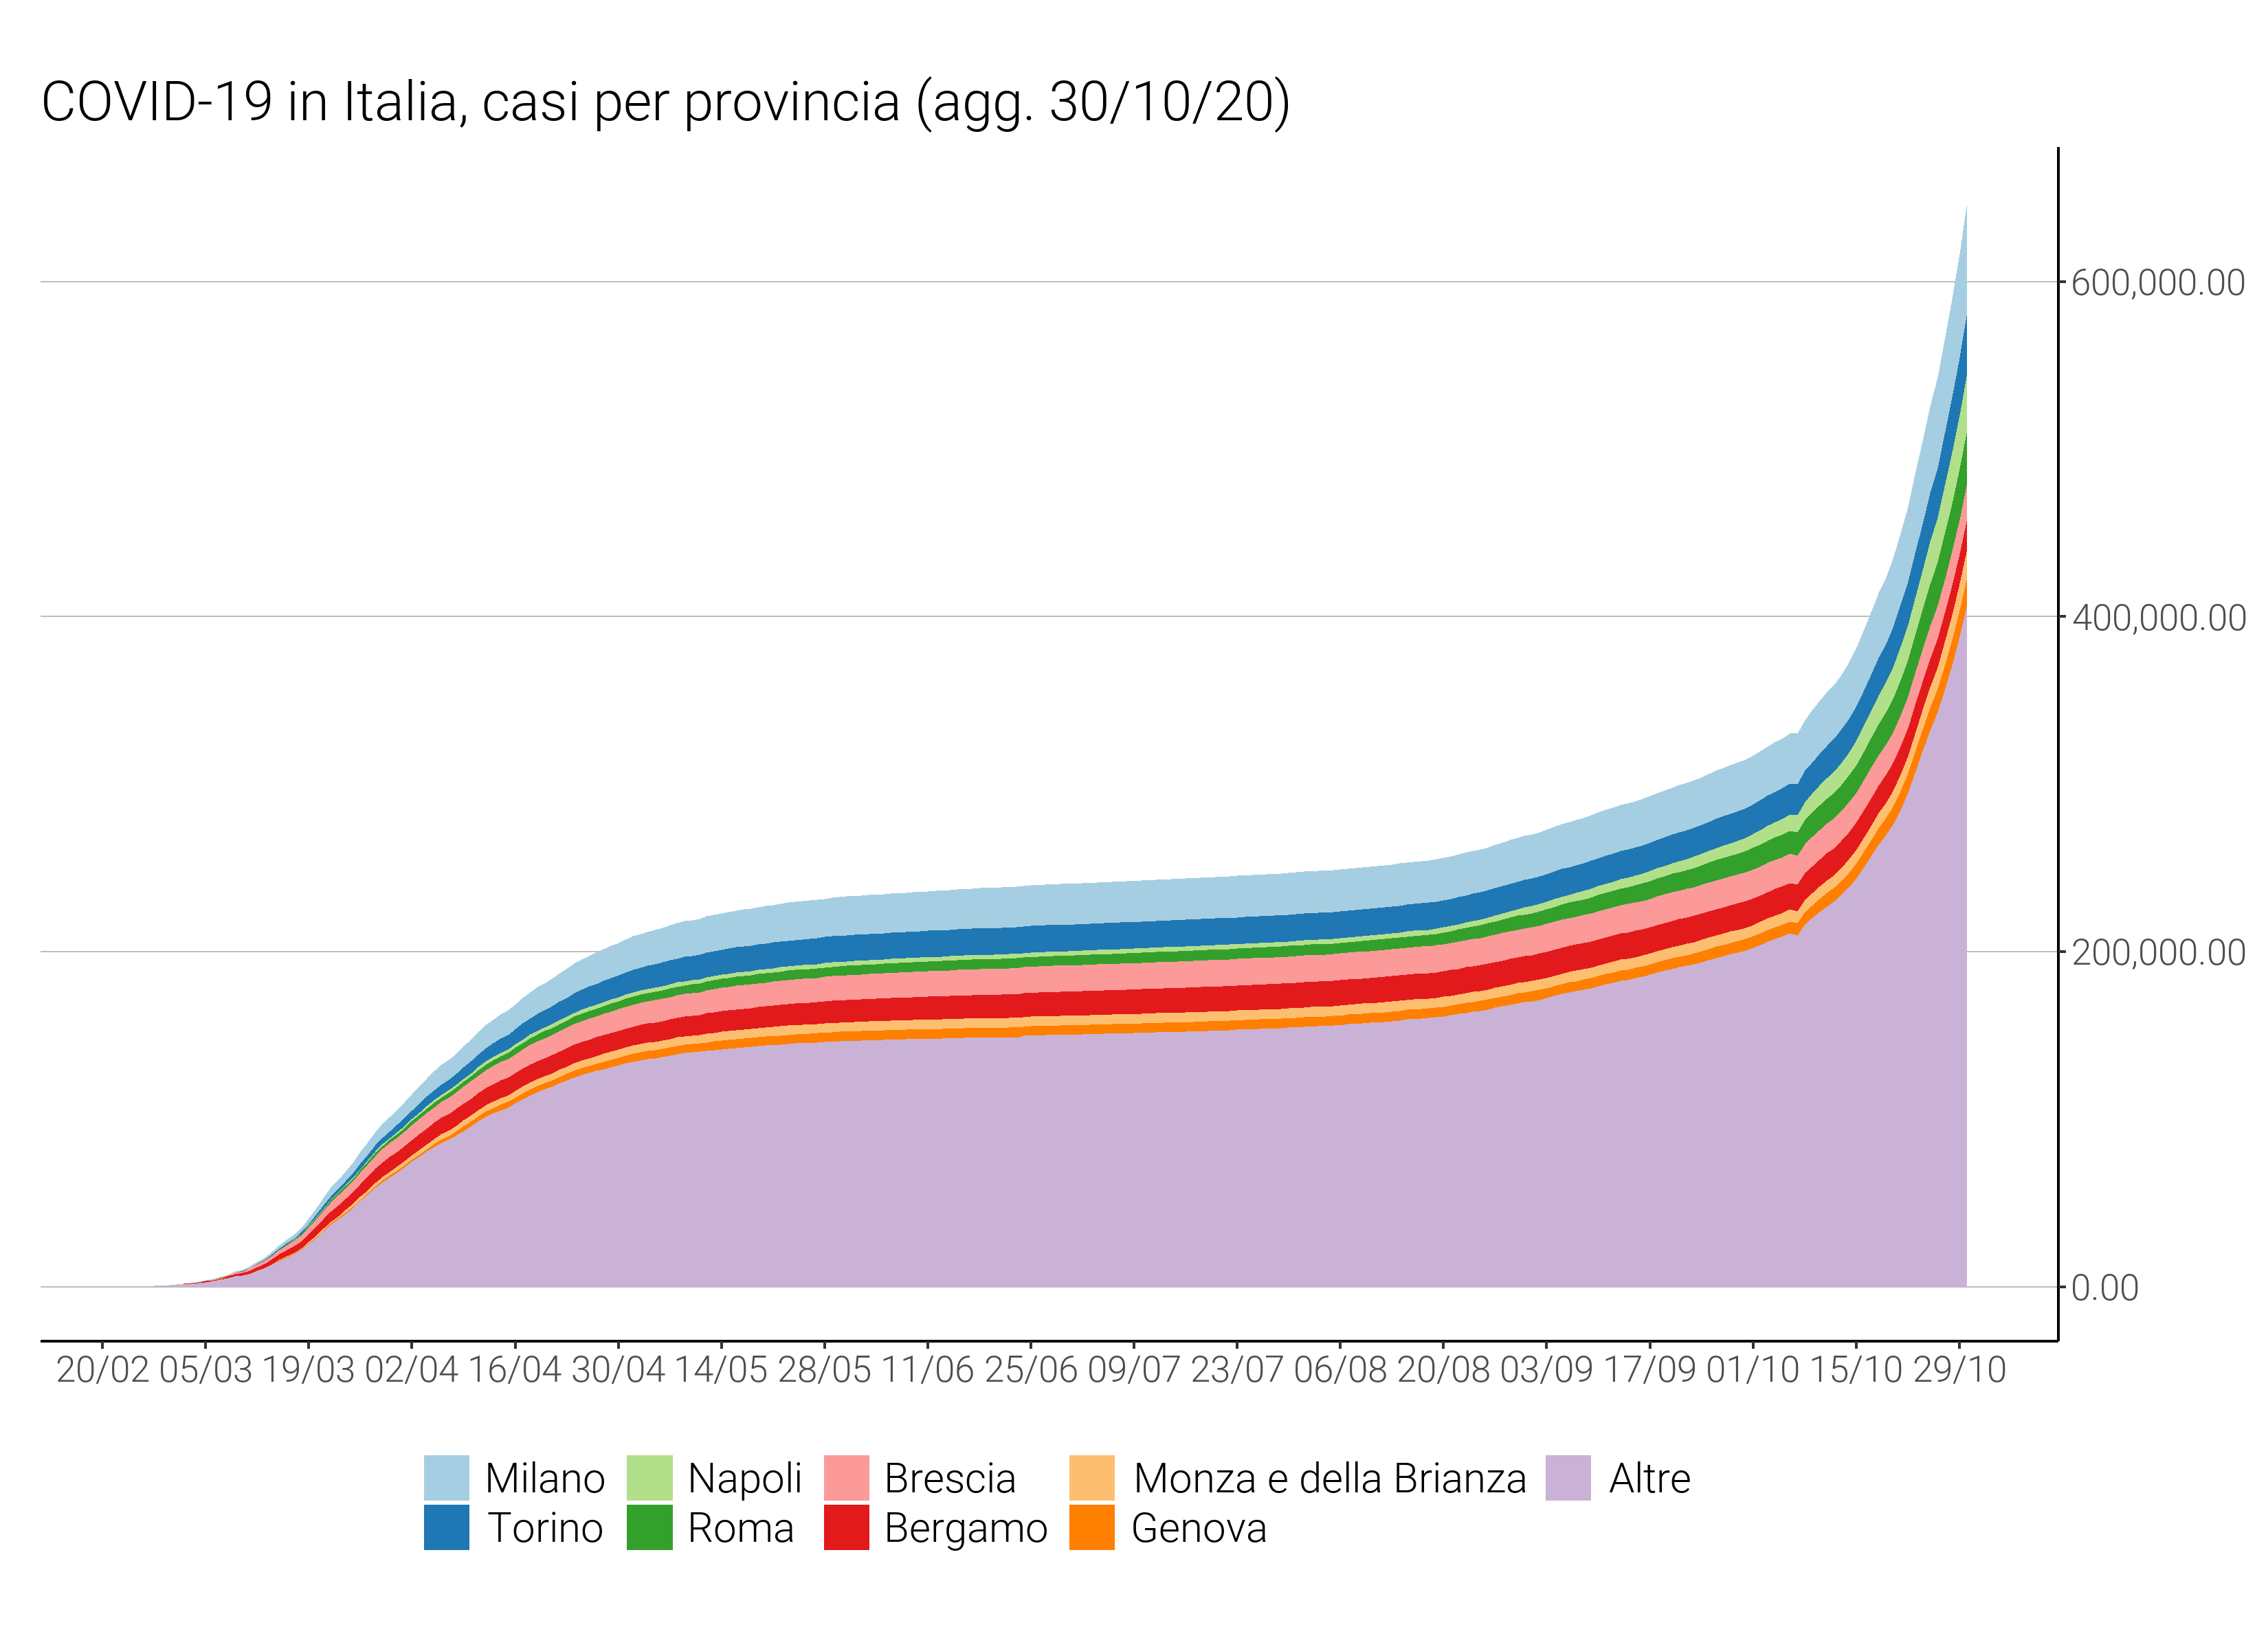 COVID-19 in Italia, casi per provincia (agg. 30/10/20)
600,000.00
400,000.00
200,000.00
0.00
20/02 05/03 19/03 02/04 16/04 30/04 14/05 28/05 11/06 25/06 09/07 23/07 06/08 20/08 03/09 17/09 01/10 15/10 29/10
Milano Napoli Brescia Monza e della Brianza Altre
Torino Roma Bergamo Genova